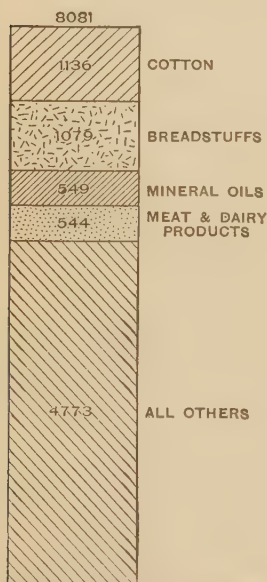 8081
1136 COTTON
1079 BREADSTUFFS
549 MINERAL OILS
544 MEAT & DAIRY
PRODUCTS
4773 ALL OTHERS